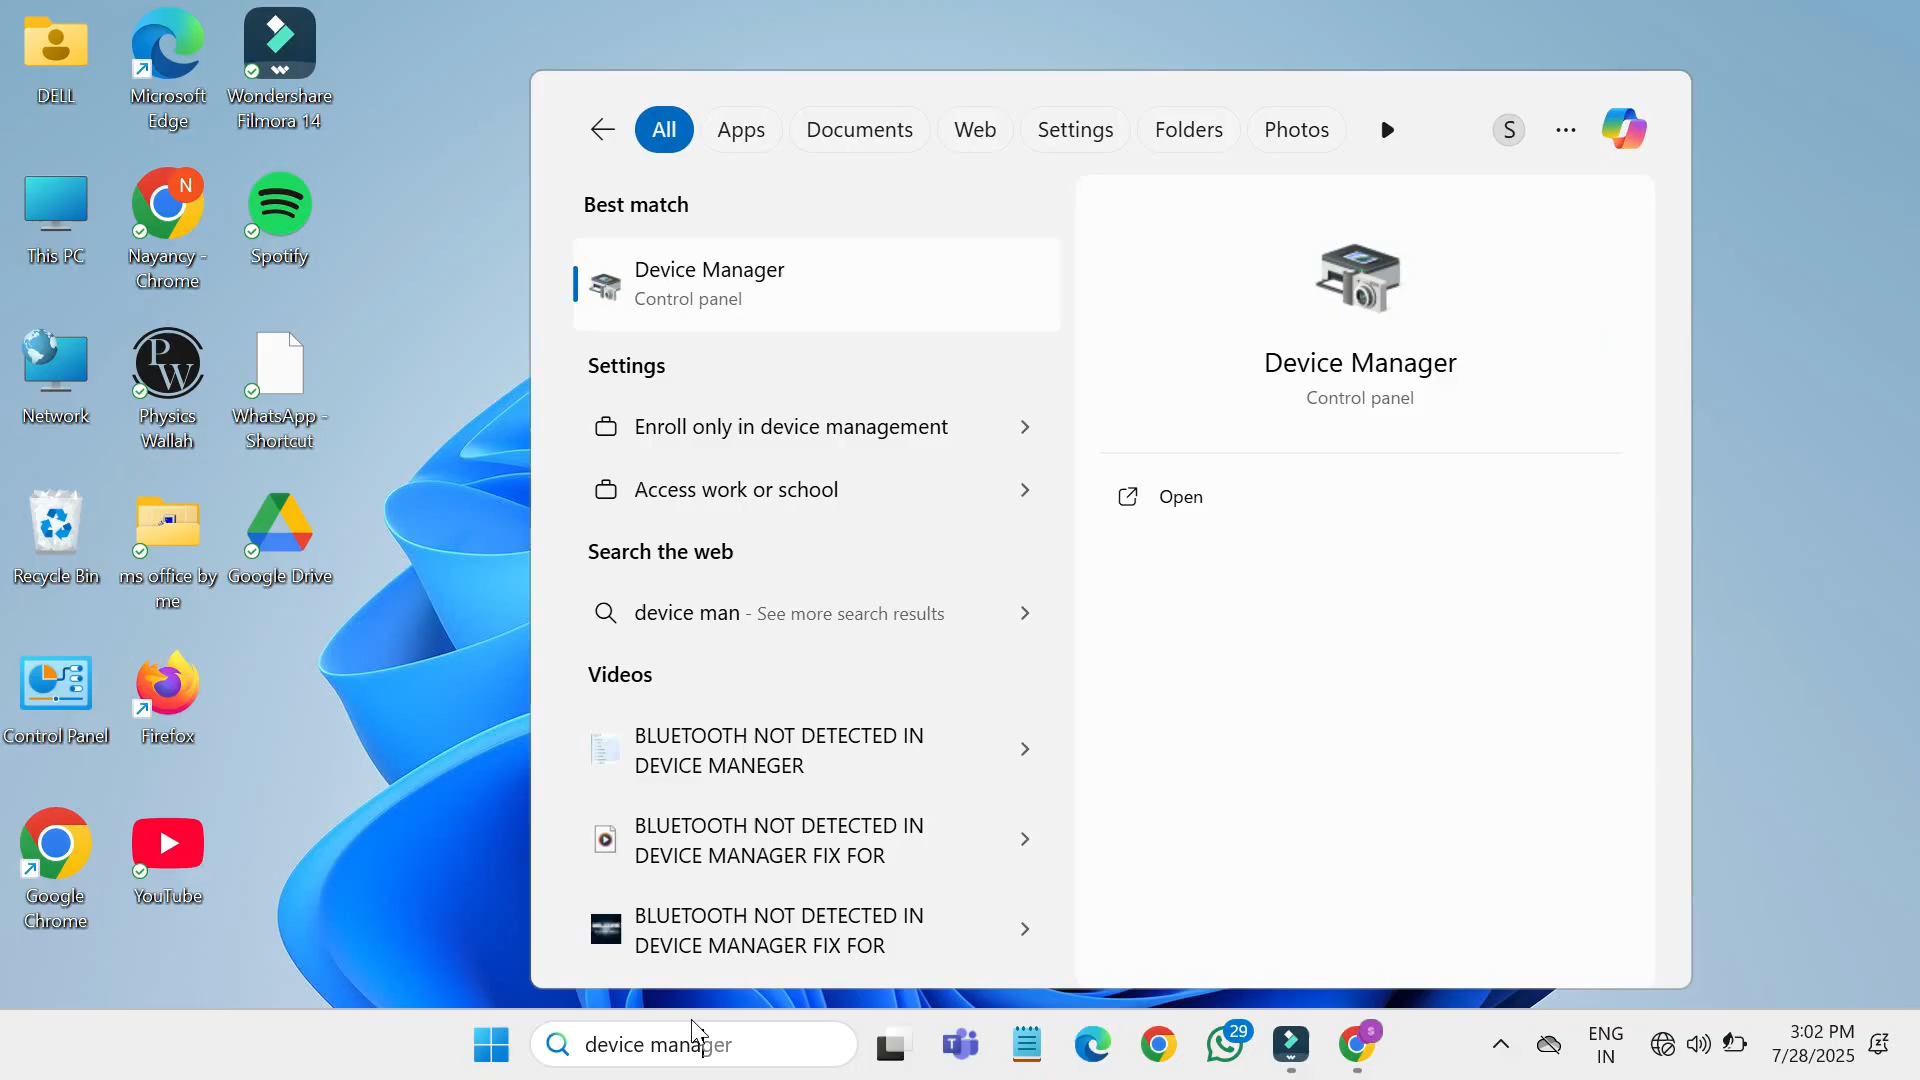 DELL
Microsoft
Edge
Wondershare
Filmora 14
This PC
N
Nayancy -
Chrome
Spotify
Network
PW
Physics
Wallah
WhatsApp -
Shortcut
Recycle Bin
ms office by
me
Google Drive
Control Panel
Firefox
Google
Chrome
YouTube
All
Apps
Documents
Web
Settings
Folders
Photos
S
Best match
Device Manager
Control panel
Settings
Enroll only in device management
Access work or school
Search the web
device man - See more search results
Videos
BLUETOOTH NOT DETECTED IN
DEVICE MANEGER
BLUETOOTH NOT DETECTED IN
DEVICE MANAGER FIX FOR
BLUETOOTH NOT DETECTED IN
DEVICE MANAGER FIX FOR
Device Manager
Control panel
Open
device manager
T
29
S
ENG
IN
3:02 PM
7/28/2025